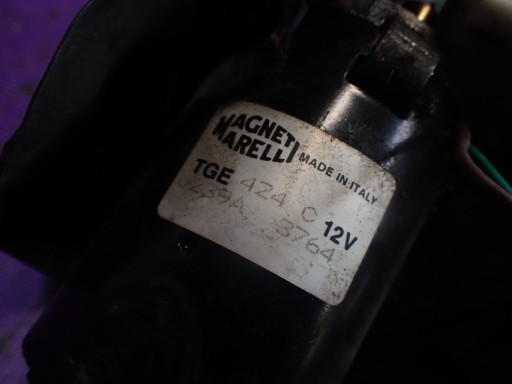 MAGNETI
MARELLI MADE IN ITALY
TGE 424 C 12V
3764